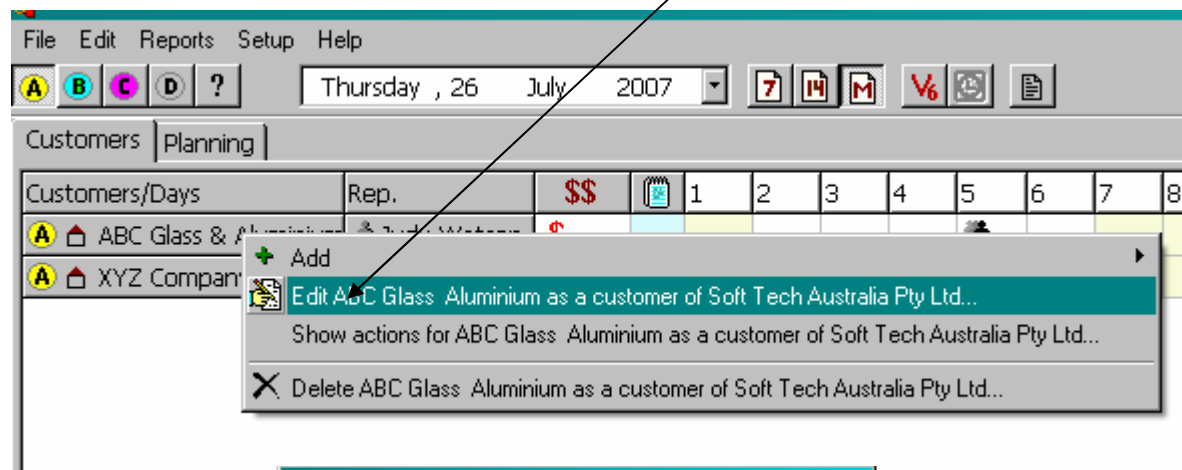 File Edit Reports Setup Help
A B C D ? Thursday , 26 July 2007 7 14 M V6
Customers Planning
Customers/Days Rep. $$ 1 2 3 4 5 6 7 8
A ABC Glass & Aluminium Judy
A XYZ Company
Add
Edit ABC Glass Aluminium as a customer of Soft Tech Australia Pty Ltd...
Show actions for ABC Glass Aluminium as a customer of Soft Tech Australia Pty Ltd...
Delete ABC Glass Aluminium as a customer of Soft Tech Australia Pty Ltd...